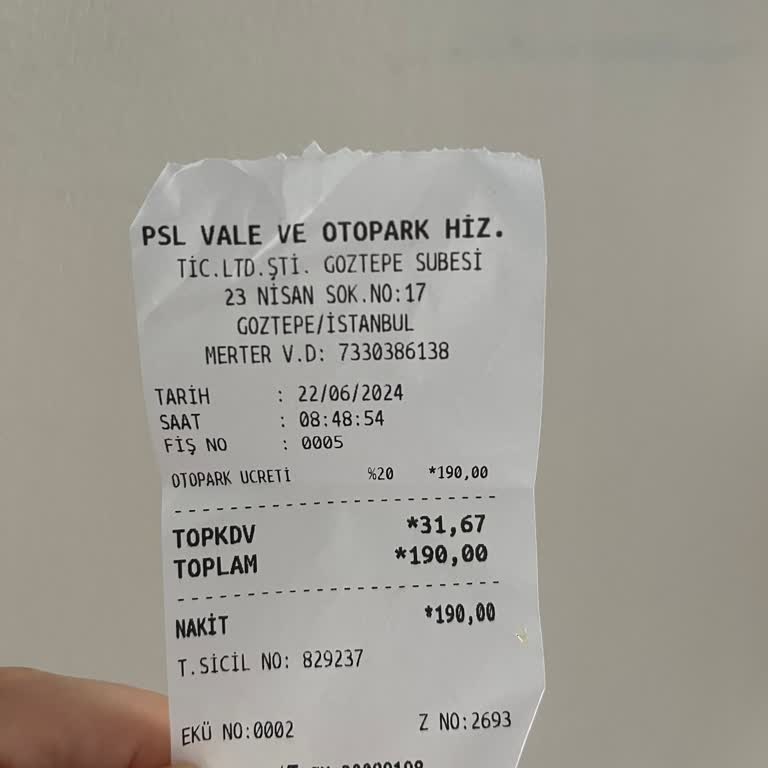 PSL VALE VE OTOPARK HİZ.
TİC.LTD.ŞTİ. GOZTEPE SUBESİ
23 NİSAN SOK.NO:17
GOZTEPE/İSTANBUL
MERTER V.D: 7330386138
TARİH : 22/06/2024
SAAT : 08:48:54
FİŞ NO : 0005
OTOPARK UCRETİ %20 *190,00
TOPKDV *31,67
TOPLAM *190,00
NAKİT *190,00
T.SİCİL NO: 829237
EKÜ NO:0002 Z NO:2693